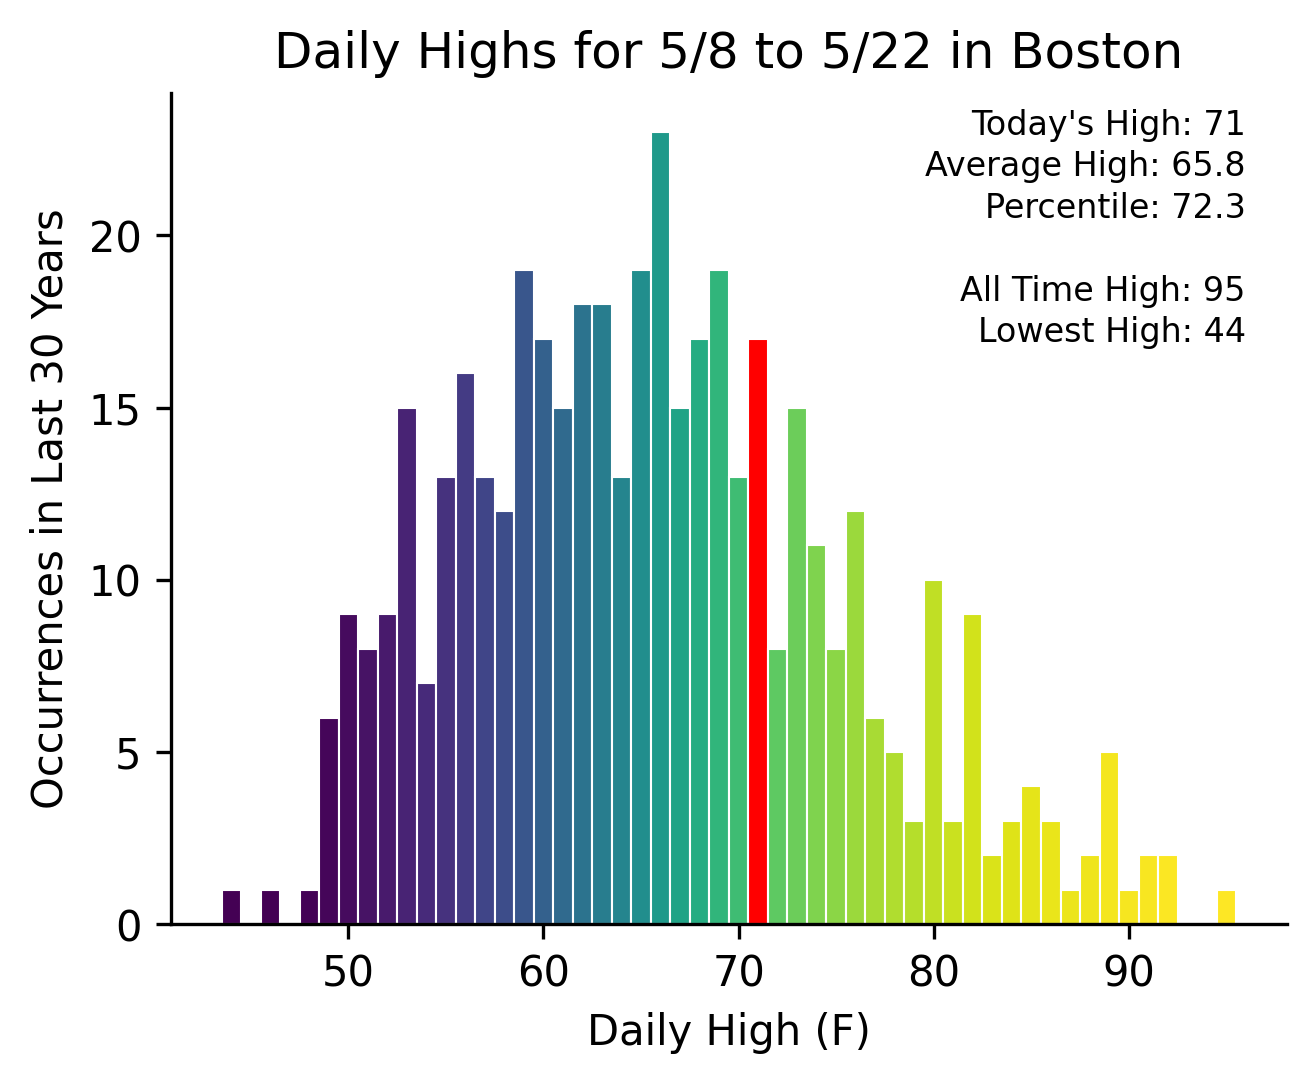 Daily Highs for 5/8 to 5/22 in Boston
Today's High: 71
Average High: 65.8
Percentile: 72.3
All Time High: 95
Lowest High: 44
Occurrences in Last 30 Years
20
15
10
5
0
50 60 70 80 90
Daily High (F)